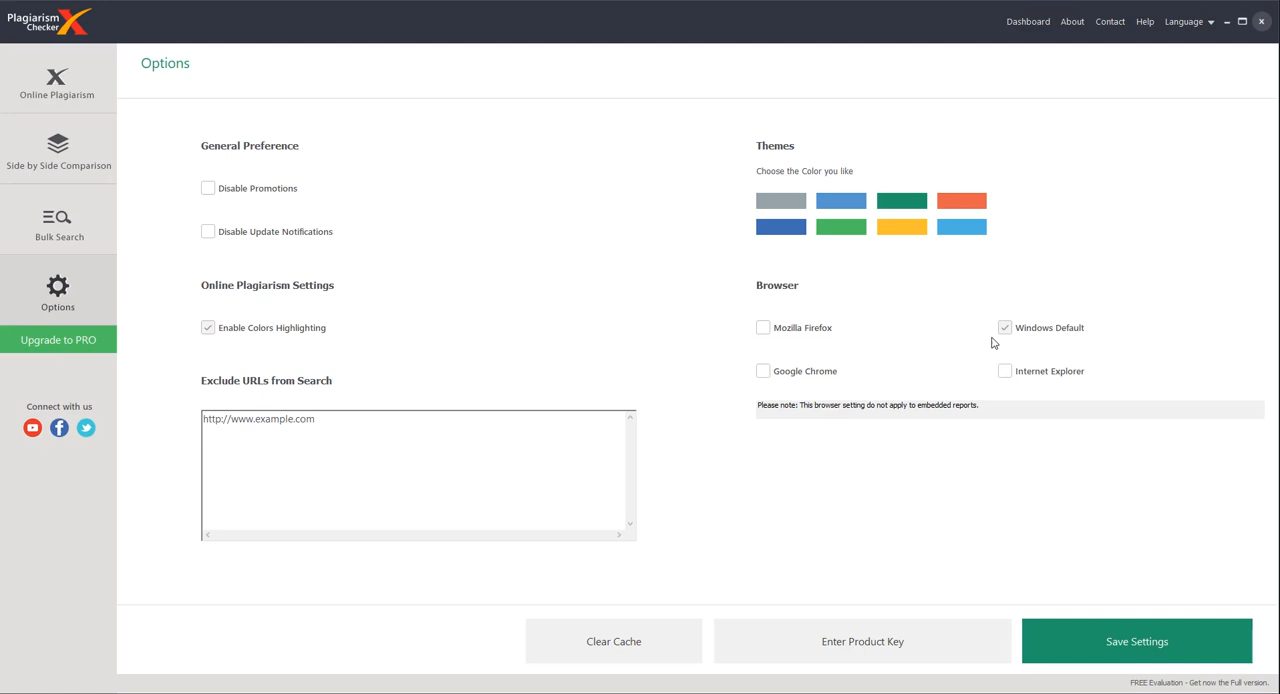 Plagiarism
Checker
Dashboard
About
Contact
Help
Language
Online Plagiarism
Side by Side Comparison
Bulk Search
Options
Upgrade to PRO
Connect with us
Options
General Preference
Disable Promotions
Disable Update Notifications
Online Plagiarism Settings
Enable Colors Highlighting
Exclude URLs from Search
http://www.example.com
Themes
Choose the Color you like
Browser
Mozilla Firefox
Windows Default
Google Chrome
Internet Explorer
Please note: This browser setting do not apply to embedded reports.
Clear Cache
Enter Product Key
Save Settings
FREE Evaluation - Get now the Full version.